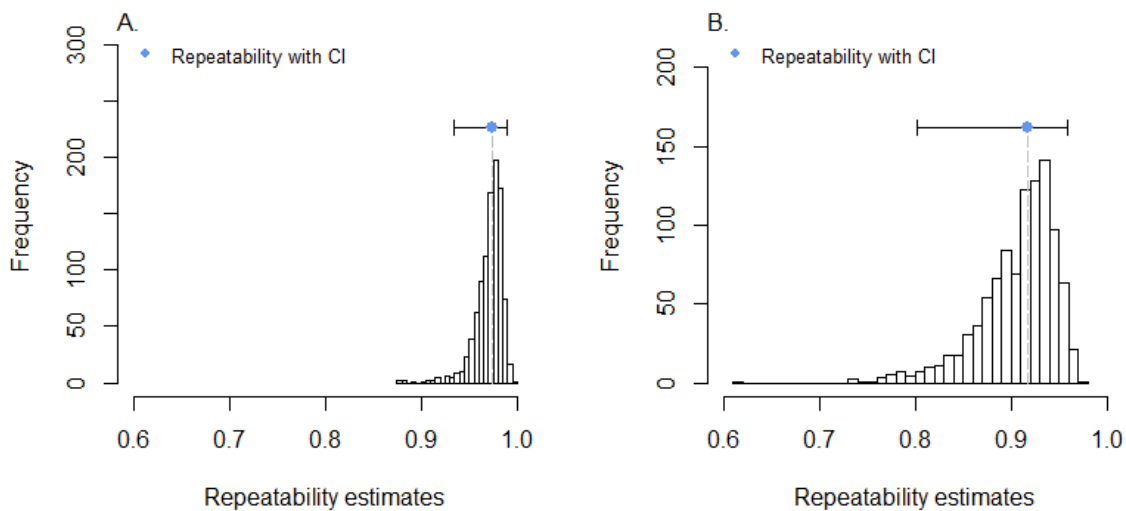 A.
Repeatability with CI
300
200
100
50
0
Frequency
0.6 0.7 0.8 0.9 1.0
Repeatability estimates
B.
Repeatability with CI
200
150
100
50
0
Frequency
0.6 0.7 0.8 0.9 1.0
Repeatability estimates